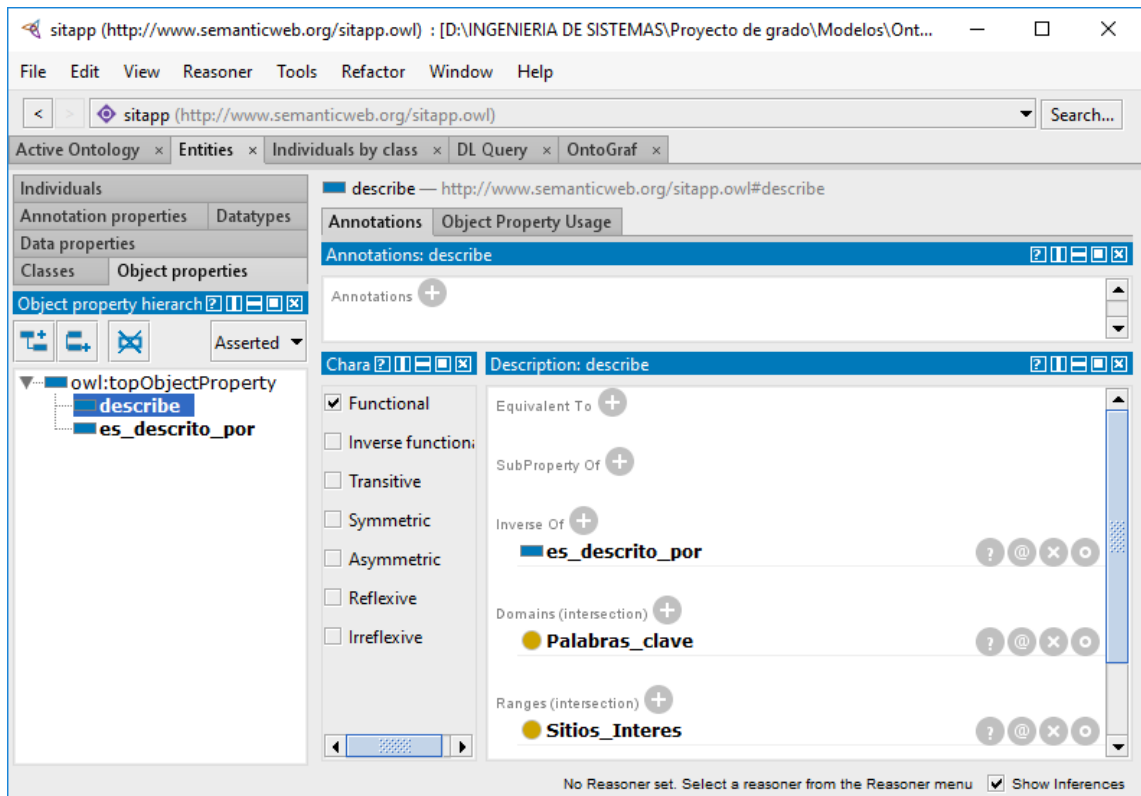 sitapp (http://www.semanticweb.org/sitapp.owl) : [D:\INGENIERIA DE SISTEMAS\Proyecto de grado\Modelos\Ont...
File Edit View Reasoner Tools Refactor Window Help
< > sitapp (http://www.semanticweb.org/sitapp.owl) Search...
Active Ontology × Entities × Individuals by class × DL Query × OntoGraf ×
Individuals
Annotation properties Datatypes
Data properties
Classes Object properties
Object property hierarch
Asserted
owl:topObjectProperty
describe
es_descrito_por
describe — http://www.semanticweb.org/sitapp.owl#describe
Annotations Object Property Usage
Annotations: describe
Annotations
Chara
Functional
Inverse functiona
Transitive
Symmetric
Asymmetric
Reflexive
Irreflexive
Description: describe
Equivalent To
SubProperty Of
Inverse Of
es_descrito_por
Domains (intersection)
Palabras_clave
Ranges (intersection)
Sitios_Interes
No Reasoner set. Select a reasoner from the Reasoner menu Show Inferences